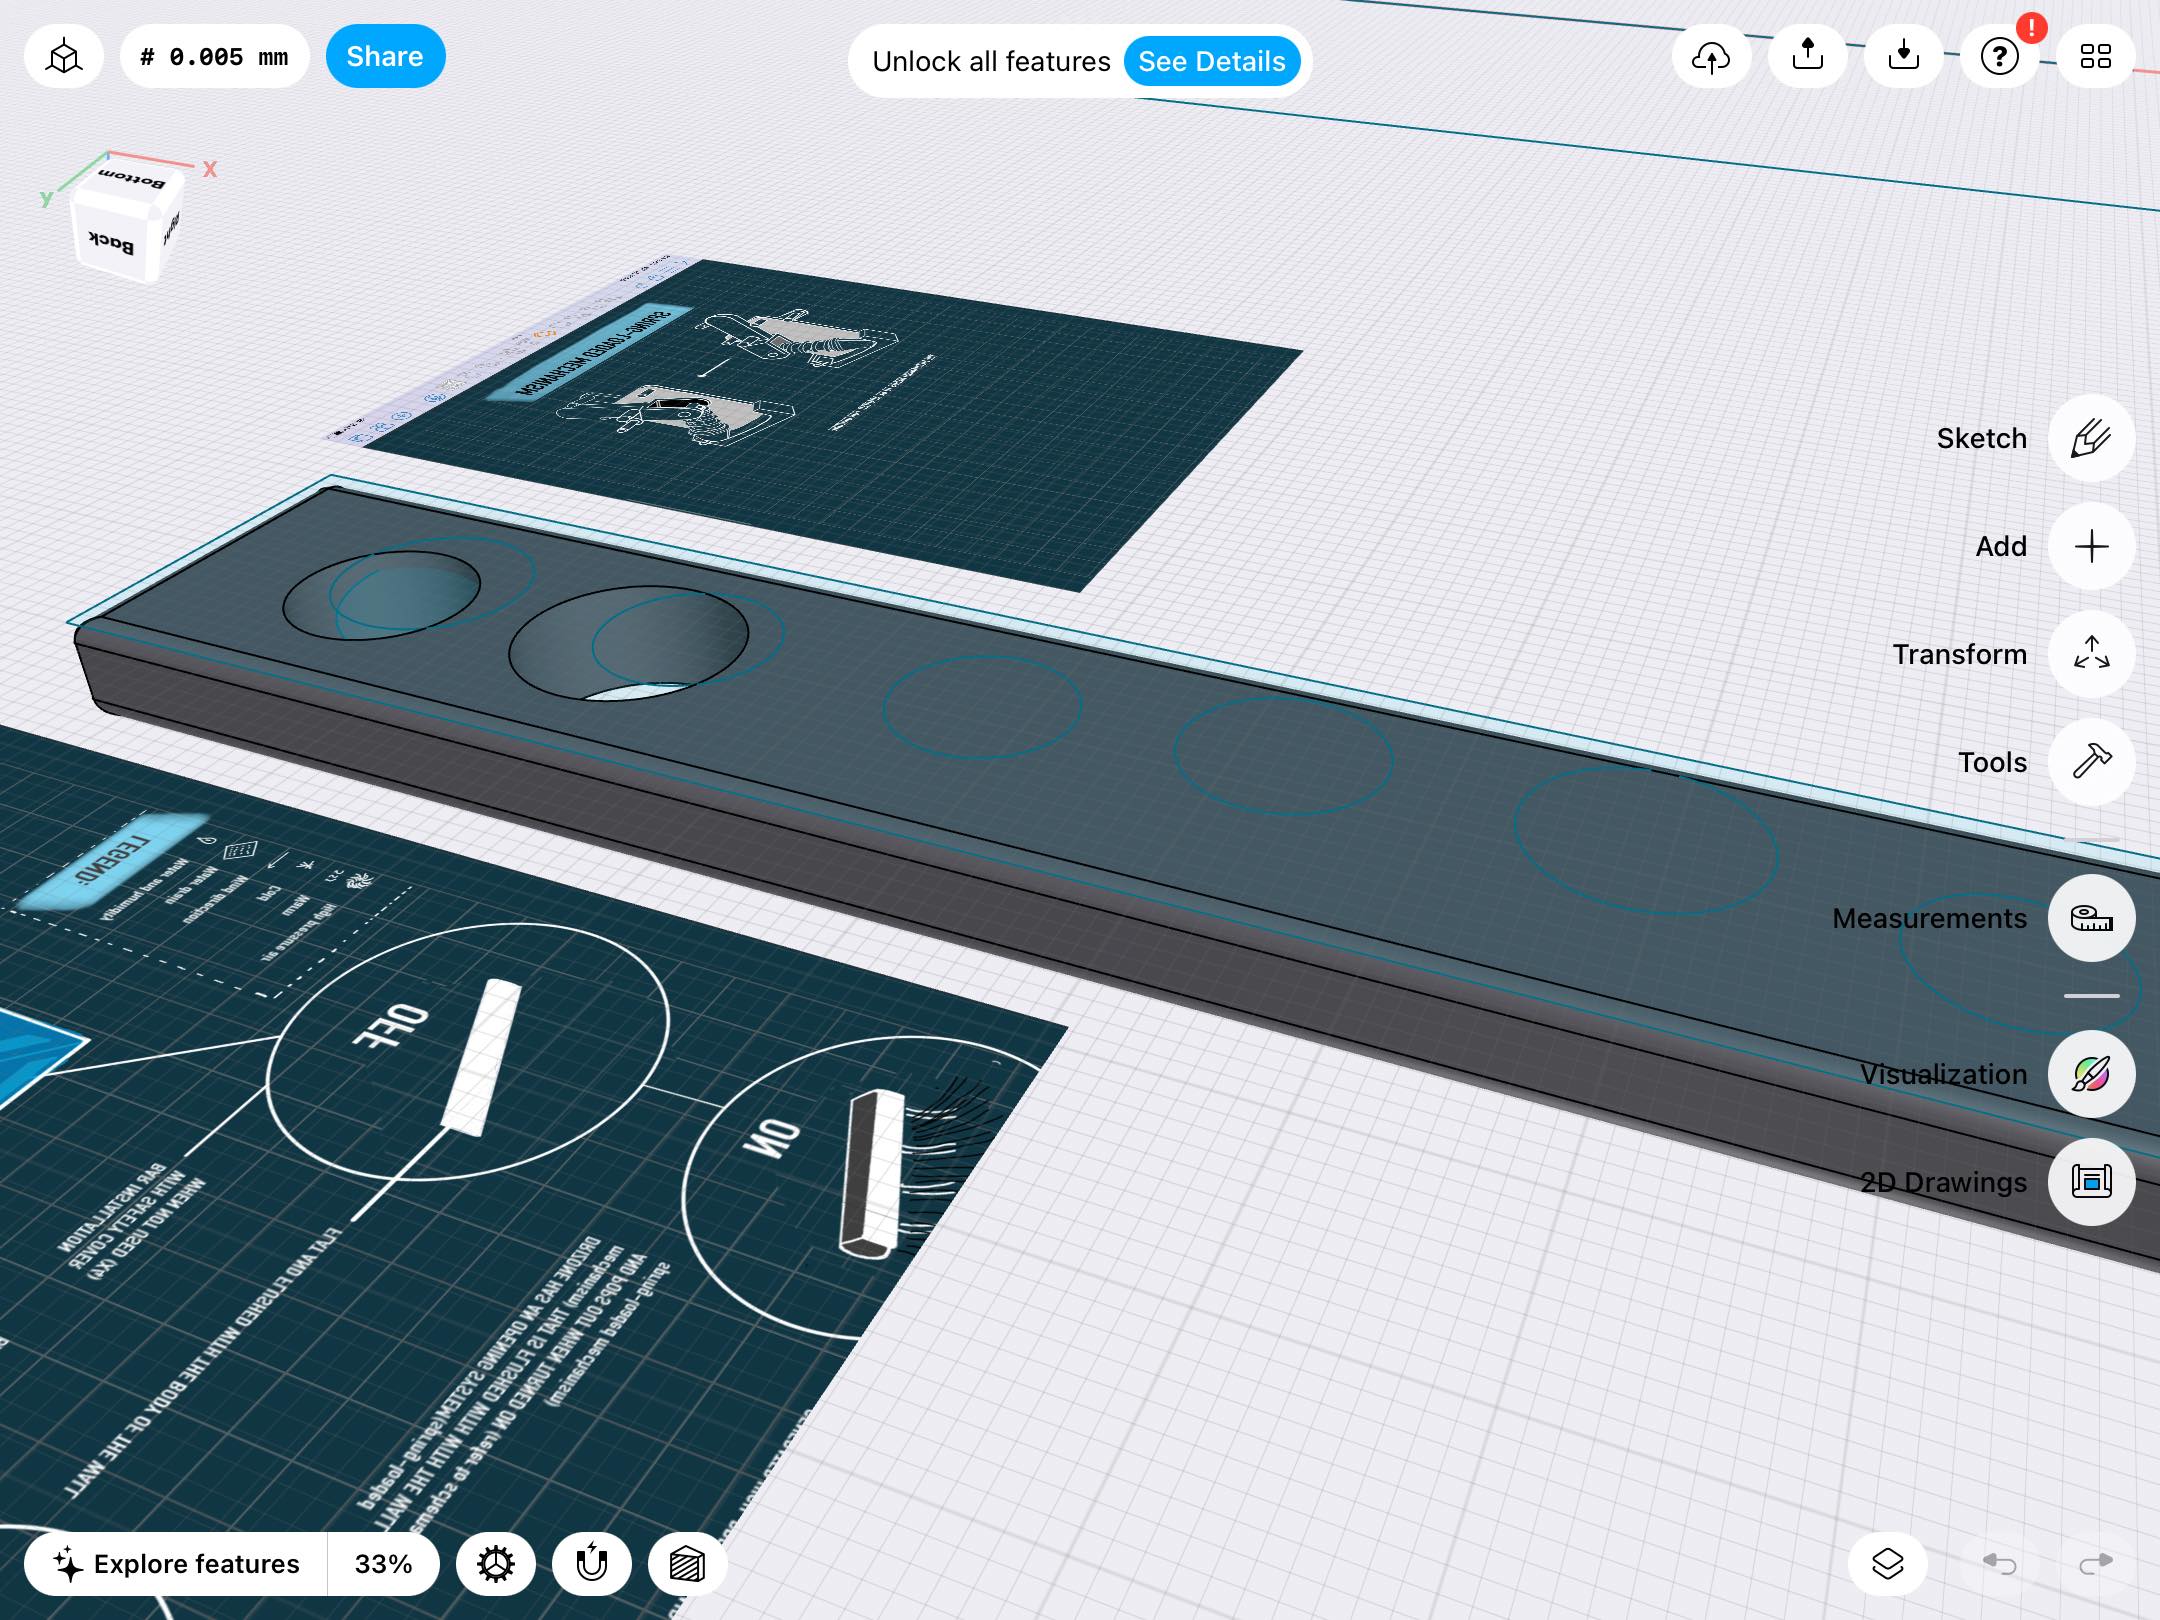 # 0.005 mm
Share
Unlock all features
See Details
!
?
X
y
Bottom
Back
Right
SPRING-LOADED MECHANISM
Sketch
Add
Transform
Tools
Measurements
Visualization
2D Drawings
LEGEND:
Water and humidity
Water drain
Wind direction
Cold
Warm
High pressure air
OFF
ON
BAR INSTALLATION
WITH SAFETY COVER
WHEN NOT USED (X4)
FLAT AND FLUSHED WITH THE BODY OF THE WALL
DRIZONE HAS AN OPENING SYSTEM(spring-loaded
mechanism) THAT IS FLUSHED WITH WITH THE WALL
AND POPS OUT WHEN TURNED ON (refer to schema
spring-loaded mechanism)
Explore features
33%